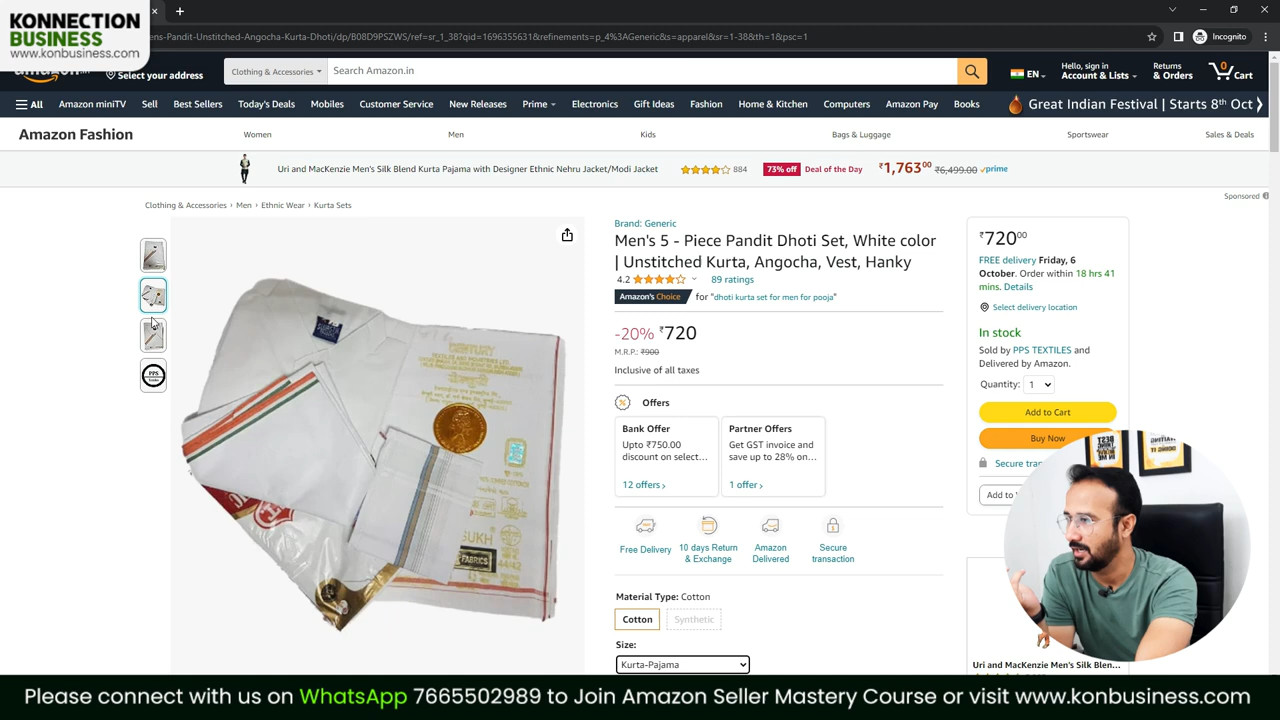 KONNECTION
BUSINESS
www.konbusiness.com
ens-Pandit-Unstitched-Angocha-Kurta-Dhoti/dp/B08D9PSZWS/ref=sr_1_38?qid=1696355631&refinements=p_4%3AGeneric&s=apparel&sr=1-38&th=1&psc=1
Incognito
Select your address
Clothing & Accessories
Search Amazon.in
EN
Hello, sign in
Account & Lists
Returns
& Orders
0
Cart
All
Amazon miniTV
Sell
Best Sellers
Today's Deals
Mobiles
Customer Service
New Releases
Prime
Electronics
Gift Ideas
Fashion
Home & Kitchen
Computers
Amazon Pay
Books
Great Indian Festival | Starts 8th Oct
Amazon Fashion
Women
Men
Kids
Bags & Luggage
Sportswear
Sales & Deals
Uri and MacKenzie Men's Silk Blend Kurta Pajama with Designer Ethnic Nehru Jacket/Modi Jacket
884
73% off
Deal of the Day
₹1,763.00
₹6,499.00
prime
Sponsored
Clothing & Accessories › Men › Ethnic Wear › Kurta Sets
PPS
CENTURY
SUKH
FABRICS
Brand: Generic
Men's 5 - Piece Pandit Dhoti Set, White color
| Unstitched Kurta, Angocha, Vest, Hanky
4.2
89 ratings
Amazon's Choice
for "dhoti kurta set for men for pooja"
-20% ₹720
M.R.P.: ₹900
Inclusive of all taxes
Offers
Bank Offer
Upto ₹750.00
discount on select…
12 offers ›
Partner Offers
Get GST invoice and
save up to 28% on…
1 offer ›
Free Delivery
10 days Return
& Exchange
Amazon
Delivered
Secure
transaction
Material Type: Cotton
Cotton
Synthetic
Size:
Kurta-Pajama
₹720.00
FREE delivery Friday, 6
October. Order within 18 hrs 41
mins. Details
Select delivery location
In stock
Sold by PPS TEXTILES and
Delivered by Amazon.
Quantity: 1
Add to Cart
Buy Now
Secure tra
Add to
Uri and MacKenzie Men's Silk Blen…
Please connect with us on WhatsApp 7665502989 to Join Amazon Seller Mastery Course or visit www.konbusiness.com